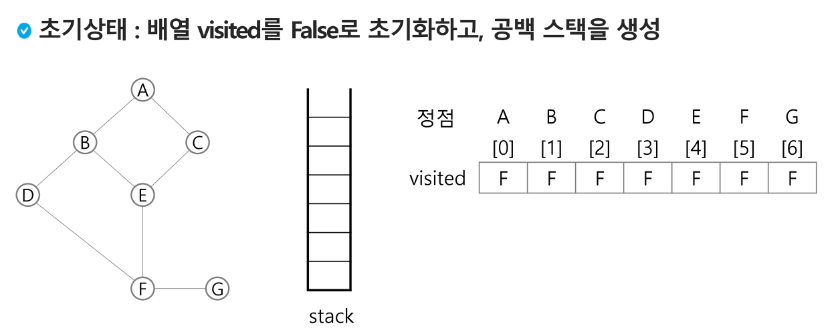 초기상태 : 배열 visited를 False로 초기화하고, 공백 스택을 생성
A
B
C
D
E
F
G
stack
정점 A B C D E F G
[0] [1] [2] [3] [4] [5] [6]
visited F F F F F F F